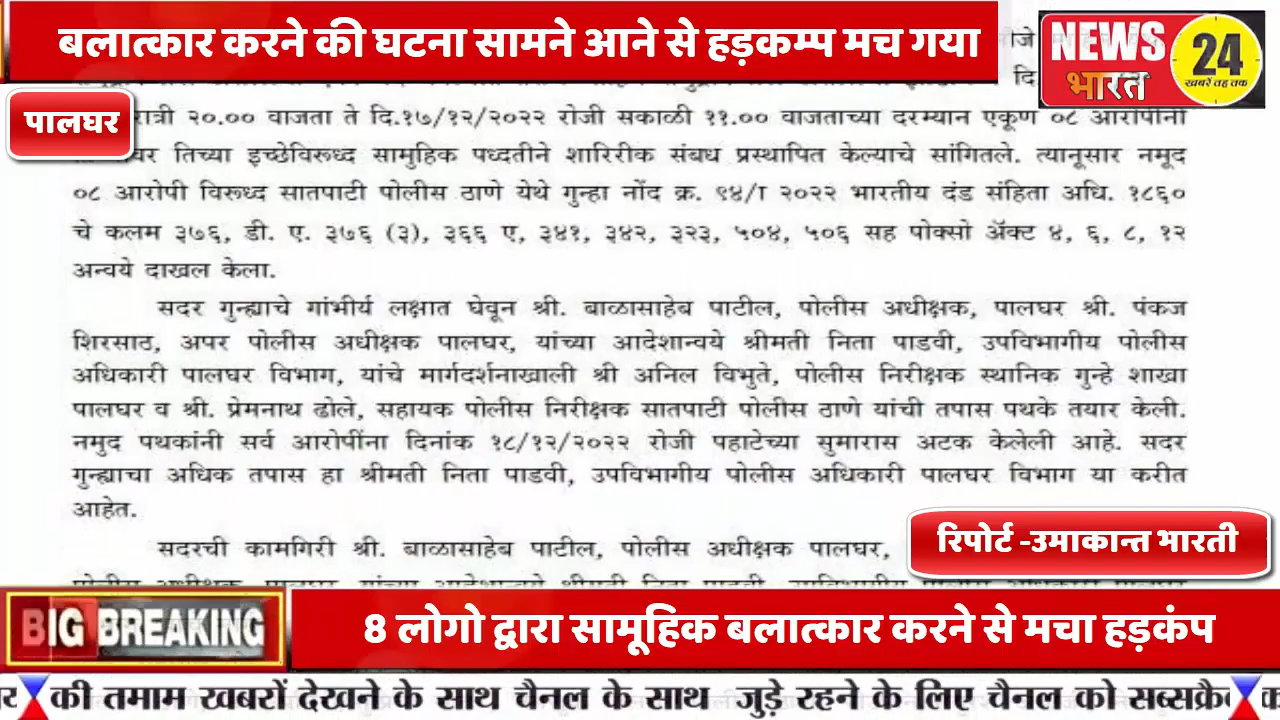 बलात्कार करने की घटना सामने आने से हड़कम्प मच गया
NEWS
भारत
24
खबरें तह तक
पालघर
दि.
रात्री २०.०० वाजता ते दि.१७/१२/२०२२ रोजी सकाळी ११.०० वाजताच्या दरम्यान एकूण ०८ आरोपींनी
तिच्या इच्छेविरूध्द सामुहिक पध्दतीने शारिरीक संबध प्रस्थापित केल्याचे सांगितले. त्यानूसार नमूद
०८ आरोपी विरूध्द सातपाटी पोलीस ठाणे येथे गुन्हा नोंद क्र. ९४/I २०२२ भारतीय दंड संहिता अधि. १८६०
चे कलम ३७६, डी. ए. ३७६ (३), ३६६ ए, ३४१, ३४२, ३२३, ५०४, ५०६ सह पोक्सो ॲक्ट ४, ६, ८, १२
अन्वये दाखल केला.
सदर गुन्ह्याचे गांभीर्य लक्षात घेवून श्री. बाळासाहेब पाटील, पोलीस अधीक्षक, पालघर श्री. पंकज
शिरसाठ, अपर पोलीस अधीक्षक पालघर, यांच्या आदेशान्वये श्रीमती निता पाडवी, उपविभागीय पोलीस
अधिकारी पालघर विभाग, यांचे मार्गदर्शनाखाली श्री अनिल विभुते, पोलीस निरीक्षक स्थानिक गुन्हे शाखा
पालघर व श्री. प्रेमनाथ ढोले, सहायक पोलीस निरीक्षक सातपाटी पोलीस ठाणे यांची तपास पथके तयार केली.
नमुद पथकांनी सर्व आरोपींना दिनांक १८/१२/२०२२ रोजी पहाटेच्या सुमारास अटक केलेली आहे. सदर
गुन्ह्याचा अधिक तपास हा श्रीमती निता पाडवी, उपविभागीय पोलीस अधिकारी पालघर विभाग या करीत
आहेत.
सदरची कामगिरी श्री. बाळासाहेब पाटील, पोलीस अधीक्षक पालघर,
रिपोर्ट -उमाकान्त भारती
BIG BREAKING
8 लोगो द्वारा सामूहिक बलात्कार करने से मचा हड़कंप
की तमाम खबरों देखने के साथ चैनल के साथ जुड़े रहने के लिए चैनल को सब्सक्रै